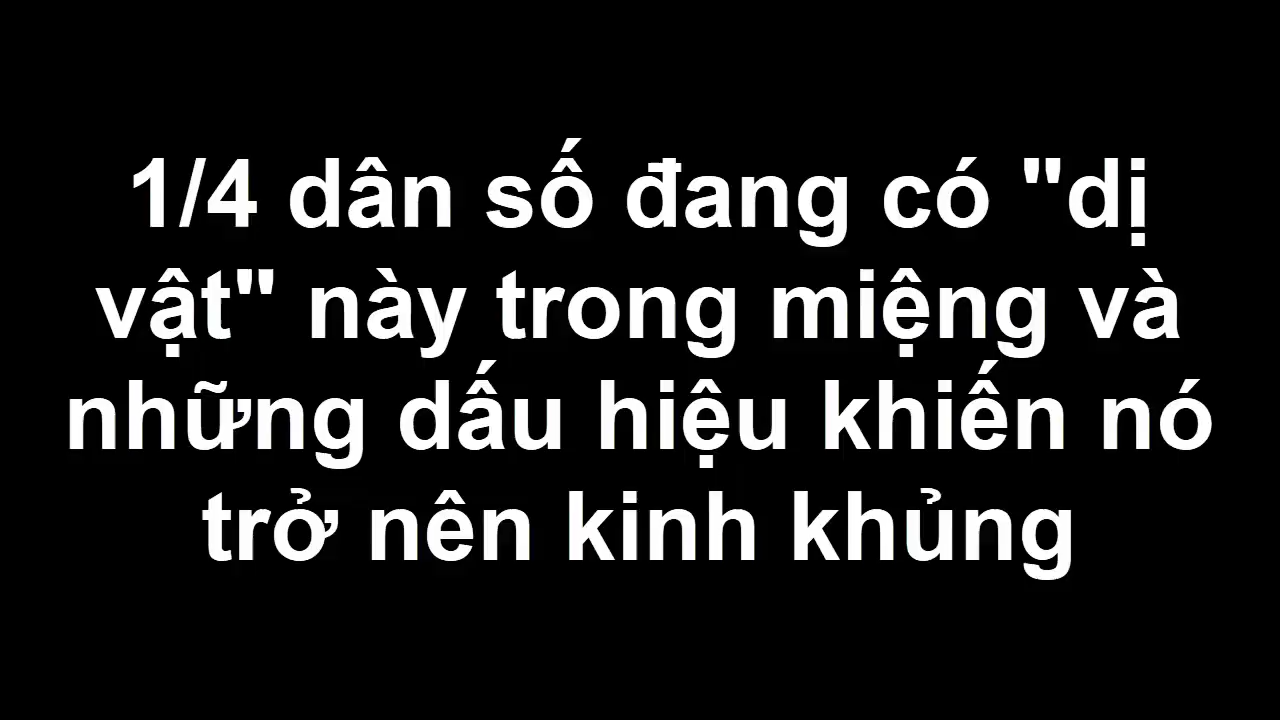 1/4 dân số đang có "dị
vật" này trong miệng và
những dấu hiệu khiến nó
trở nên kinh khủng